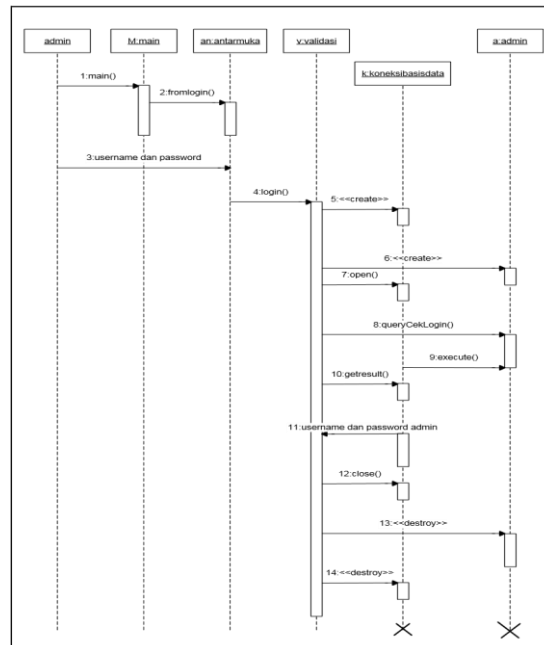 admin
M:main
an:antarmuka
v:validasi
a:admin
k:koneksibasisdata
1:main()
2:fromlogin()
3:username dan password
4:login()
5:<<create>>
6:<<create>>
7:open()
8:queryCekLogin()
9:execute()
10:getresult()
11:username dan password admin
12:close()
13:<<destroy>>
14:<<destroy>>